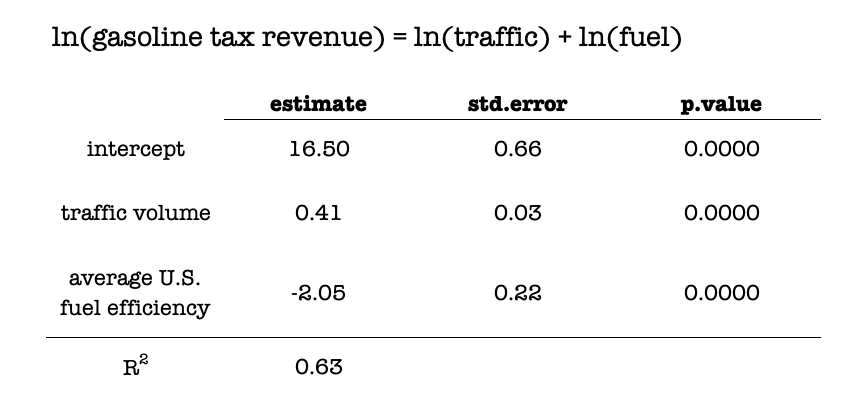 ln(gasoline tax revenue) = ln(traffic) + ln(fuel)
estimate std.error p.value
intercept 16.50 0.66 0.0000
traffic volume 0.41 0.03 0.0000
average U.S.
fuel efficiency -2.05 0.22 0.0000
R² 0.63